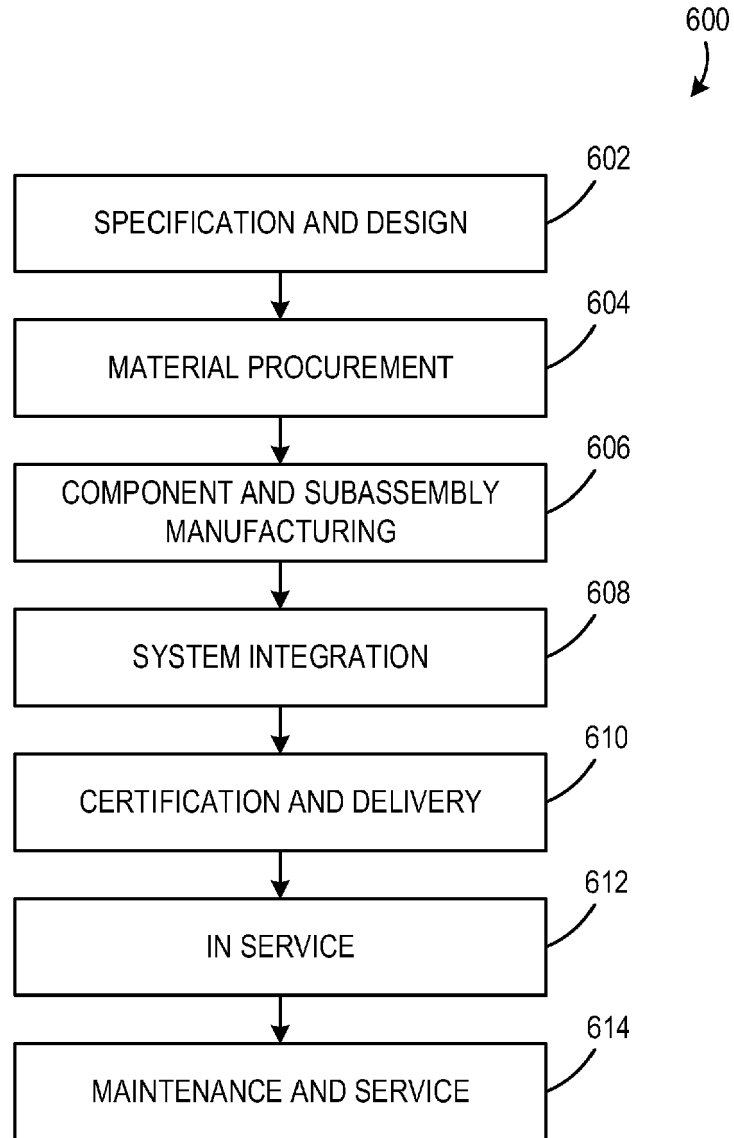 600
602
SPECIFICATION AND DESIGN
604
MATERIAL PROCUREMENT
606
COMPONENT AND SUBASSEMBLY
MANUFACTURING
608
SYSTEM INTEGRATION
610
CERTIFICATION AND DELIVERY
612
IN SERVICE
614
MAINTENANCE AND SERVICE